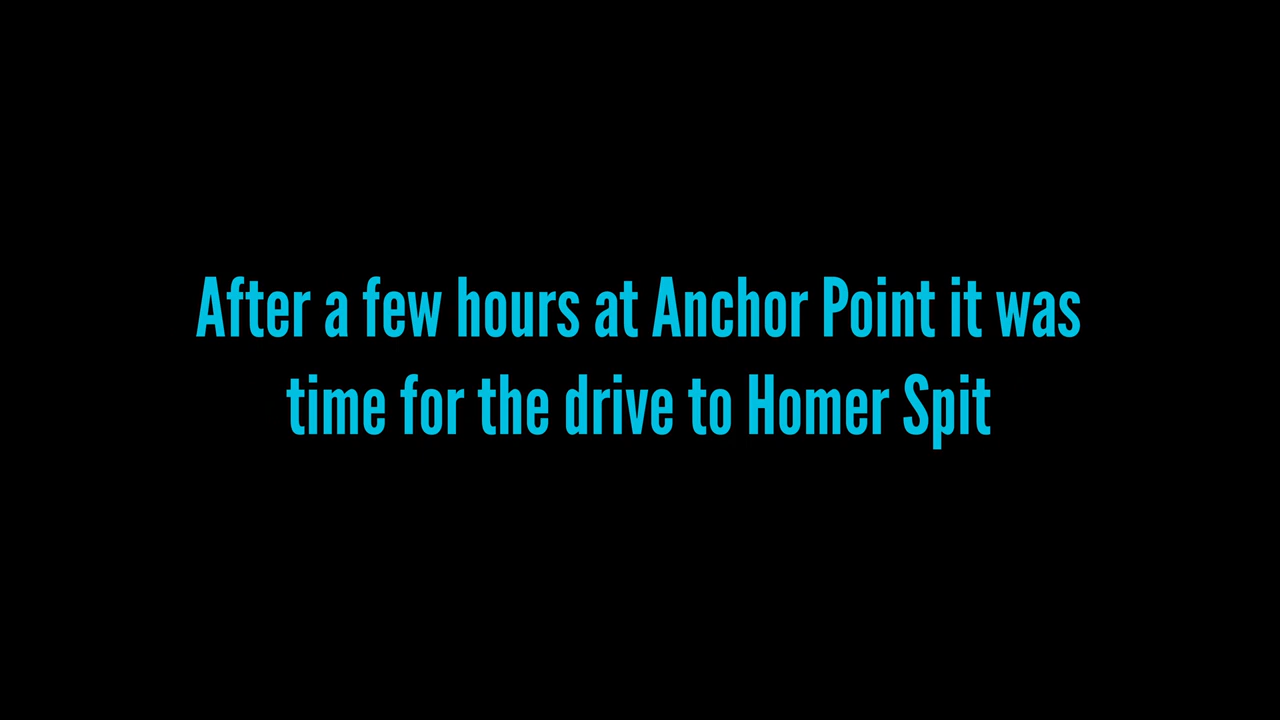 After a few hours at Anchor Point it was
time for the drive to Homer Spit